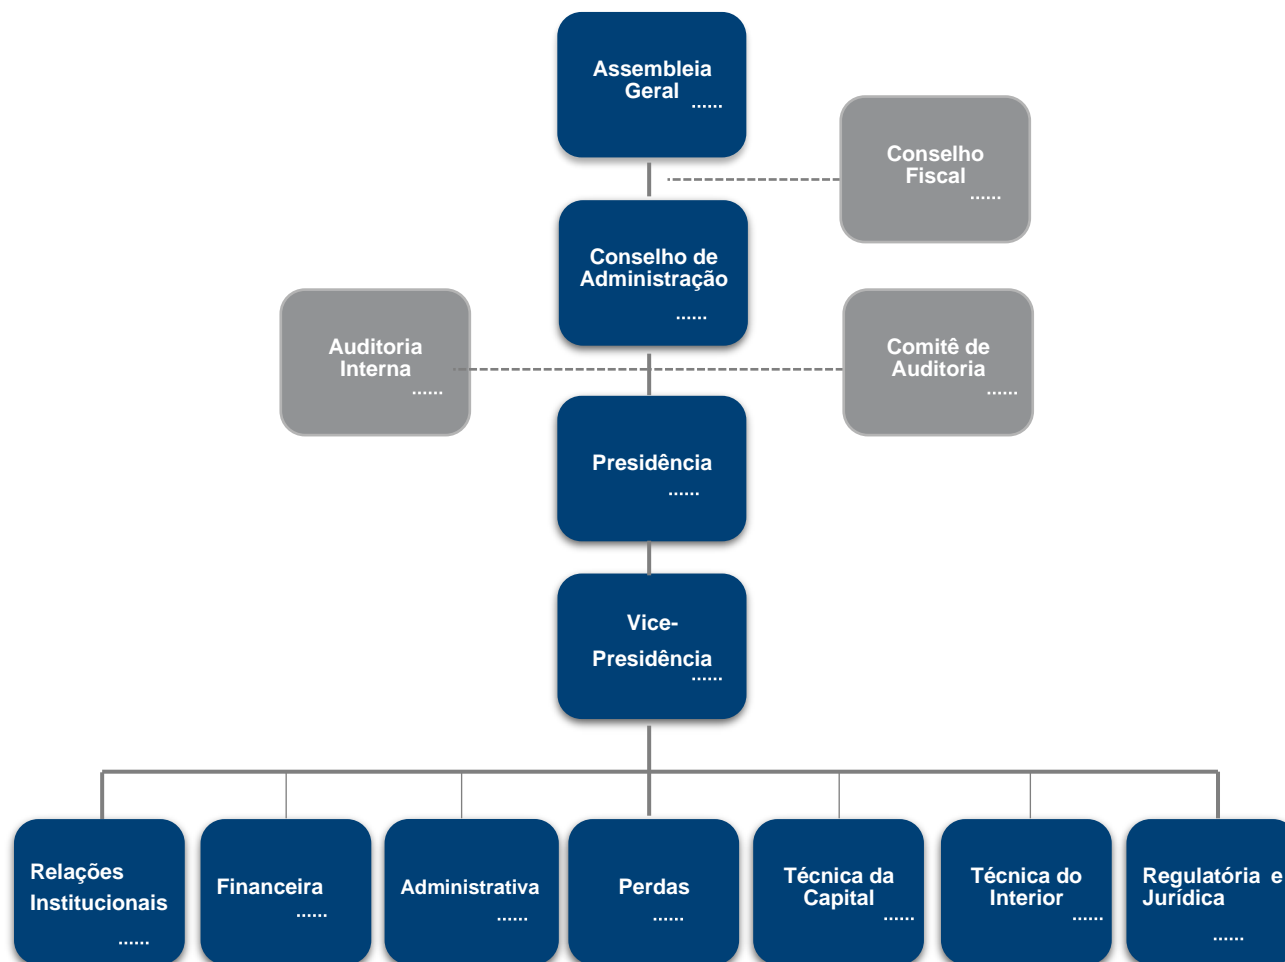 Assembleia
Geral
......
Conselho
Fiscal
......
Conselho de
Administração
......
Auditoria
Interna
......
Comitê de
Auditoria
......
Presidência
......
Vice-
Presidência
......
Relações
Institucionais
......
Financeira
......
Administrativa
......
Perdas
......
Técnica da
Capital
......
Técnica do
Interior
......
Regulatória e
Jurídica
......